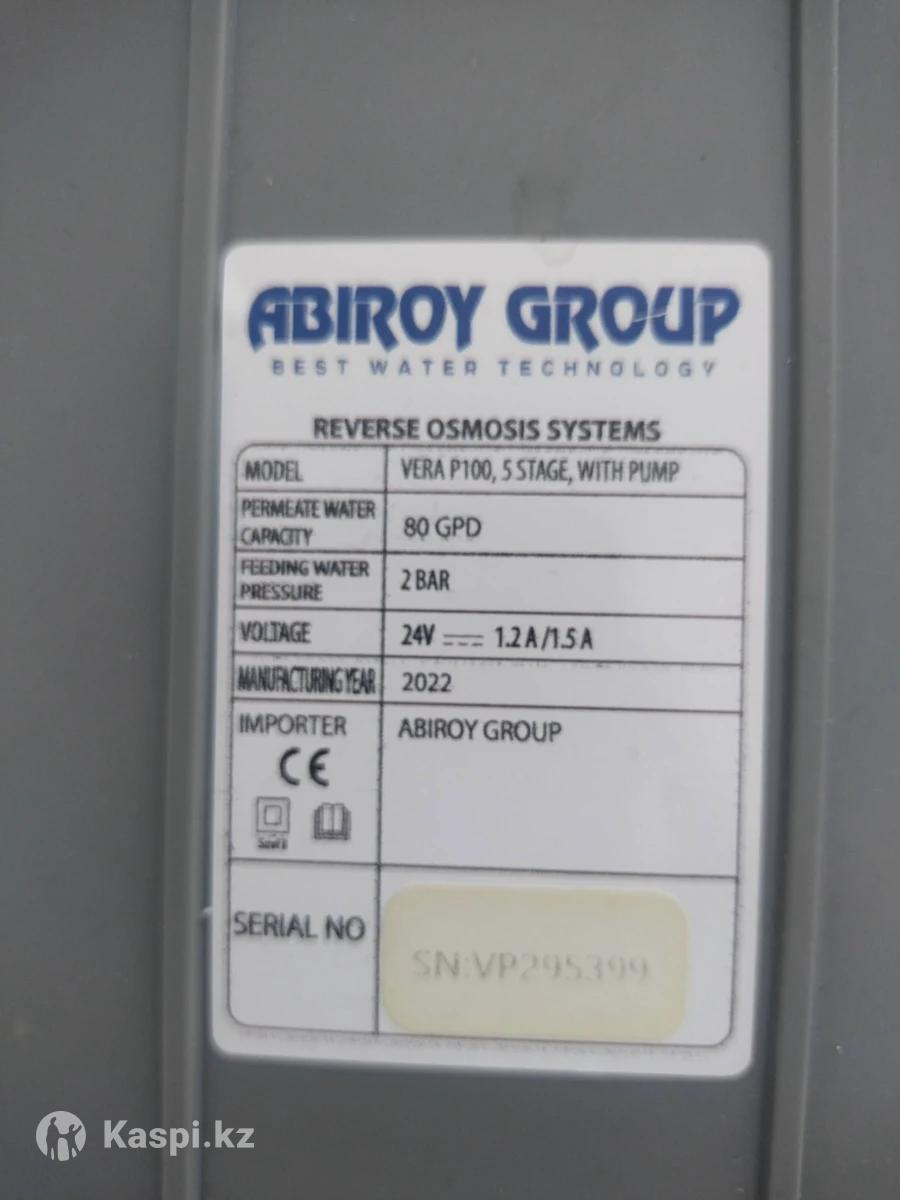 ABIROY GROUP
BEST WATER TECHNOLOGY
REVERSE OSMOSIS SYSTEMS
MODEL VERA P100, 5 STAGE, WITH PUMP
PERMEATE WATER
CAPACITY 80 GPD
FEEDING WATER
PRESSURE 2 BAR
VOLTAGE 24V 1.2 A/1.5 A
MANUFACTURING YEAR 2022
IMPORTER ABIROY GROUP
CE
SERIAL NO SN:VP295399
Kaspi.kz